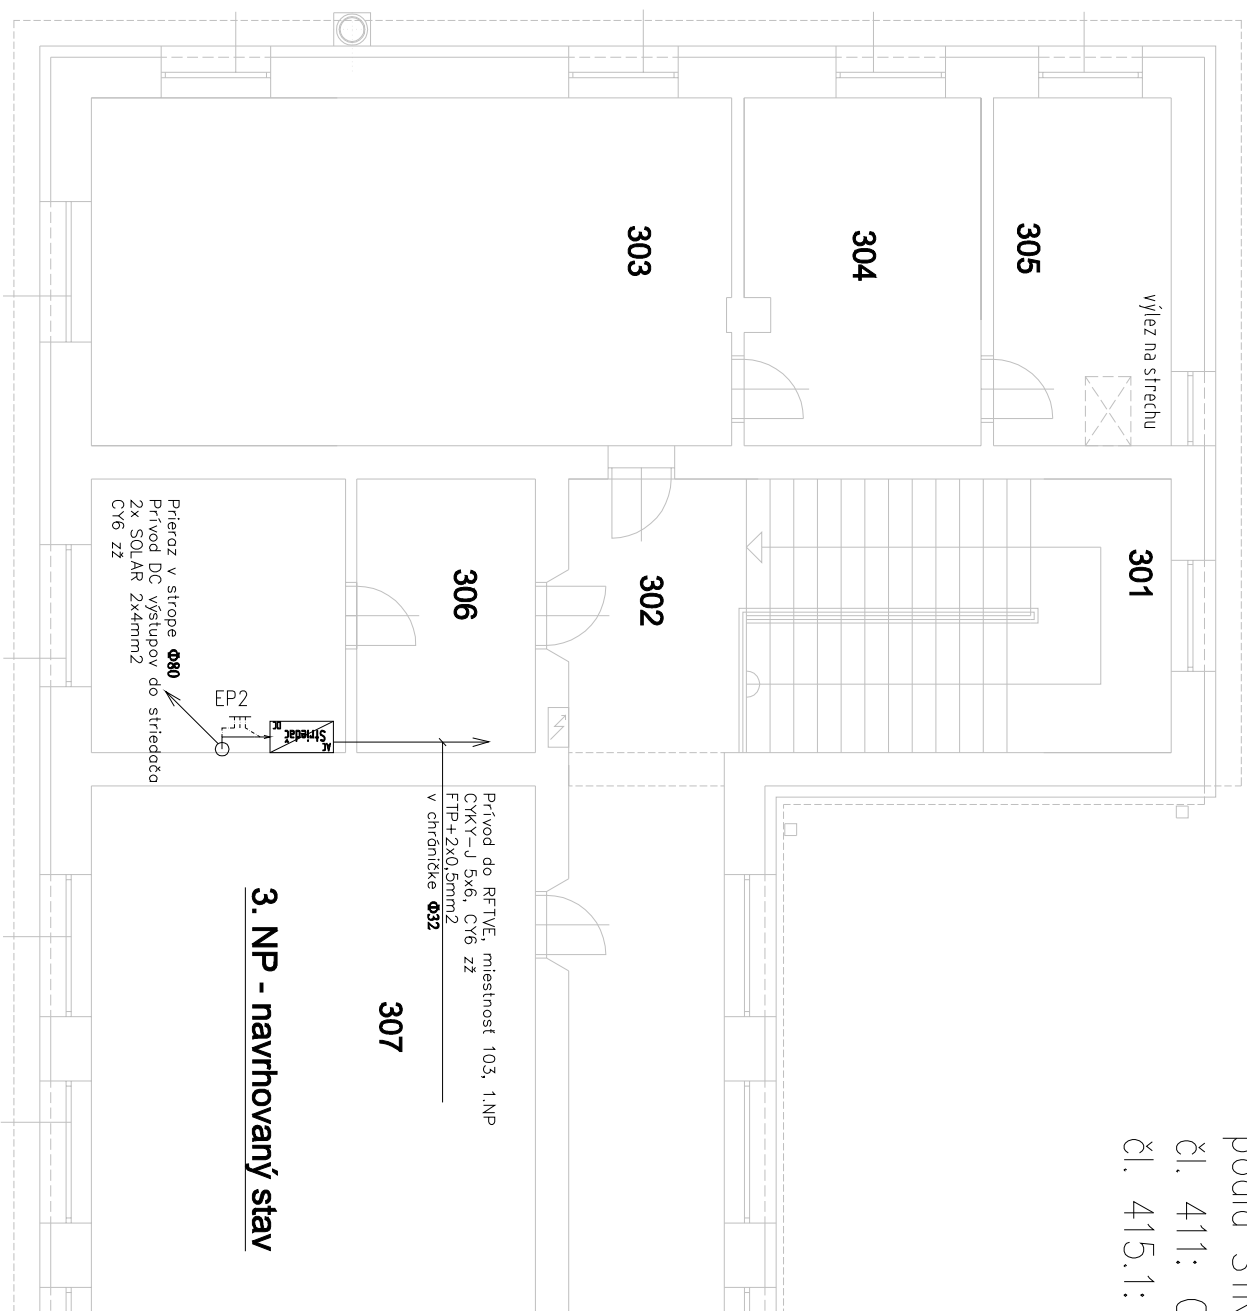 303
304
305
výlez na strechu
301
302
306
Prieraz v strope Φ80
Prívod DC výstupov do striedača
2x SOLAR 2x4mm2
CY6 zž
EP2
DC
Striedač
AC
Prívod do RFTVE, miestnosť 103, 1.NP
CYKY-J 5x6, CY6 zž
FTP+2x0,5mm2
v chráničke Φ32
307
3. NP - navrhovaný stav
čl. 411:
čl. 415.1: